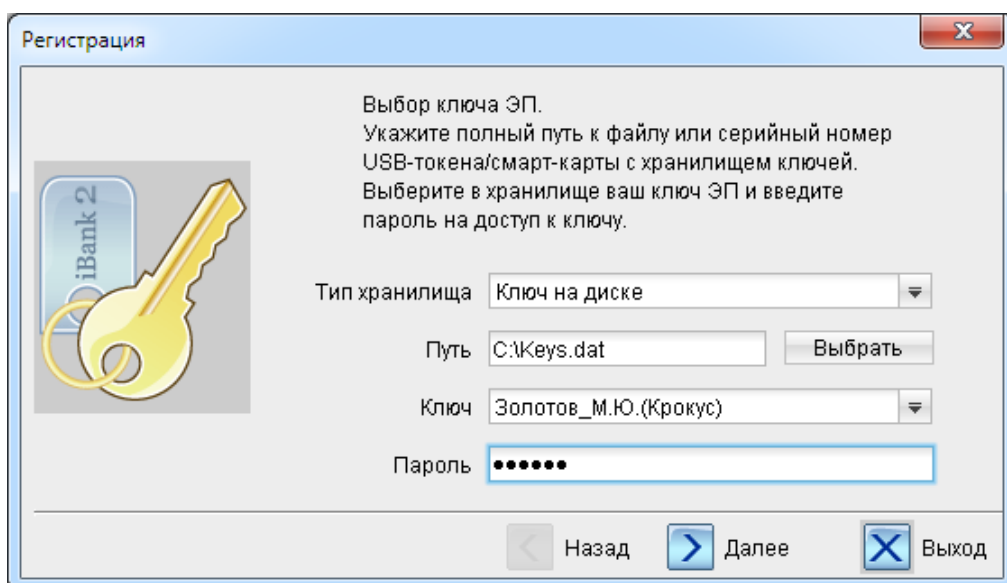 Регистрация
Выбор ключа ЭП.
Укажите полный путь к файлу или серийный номер
USB-токена/смарт-карты с хранилищем ключей.
Выберите в хранилище ваш ключ ЭП и введите
пароль на доступ к ключу.
iBank 2
Тип хранилища Ключ на диске
Путь C:\Keys.dat Выбрать
Ключ Золотов_М.Ю.(Крокус)
Пароль ••••••
Назад Далее Выход